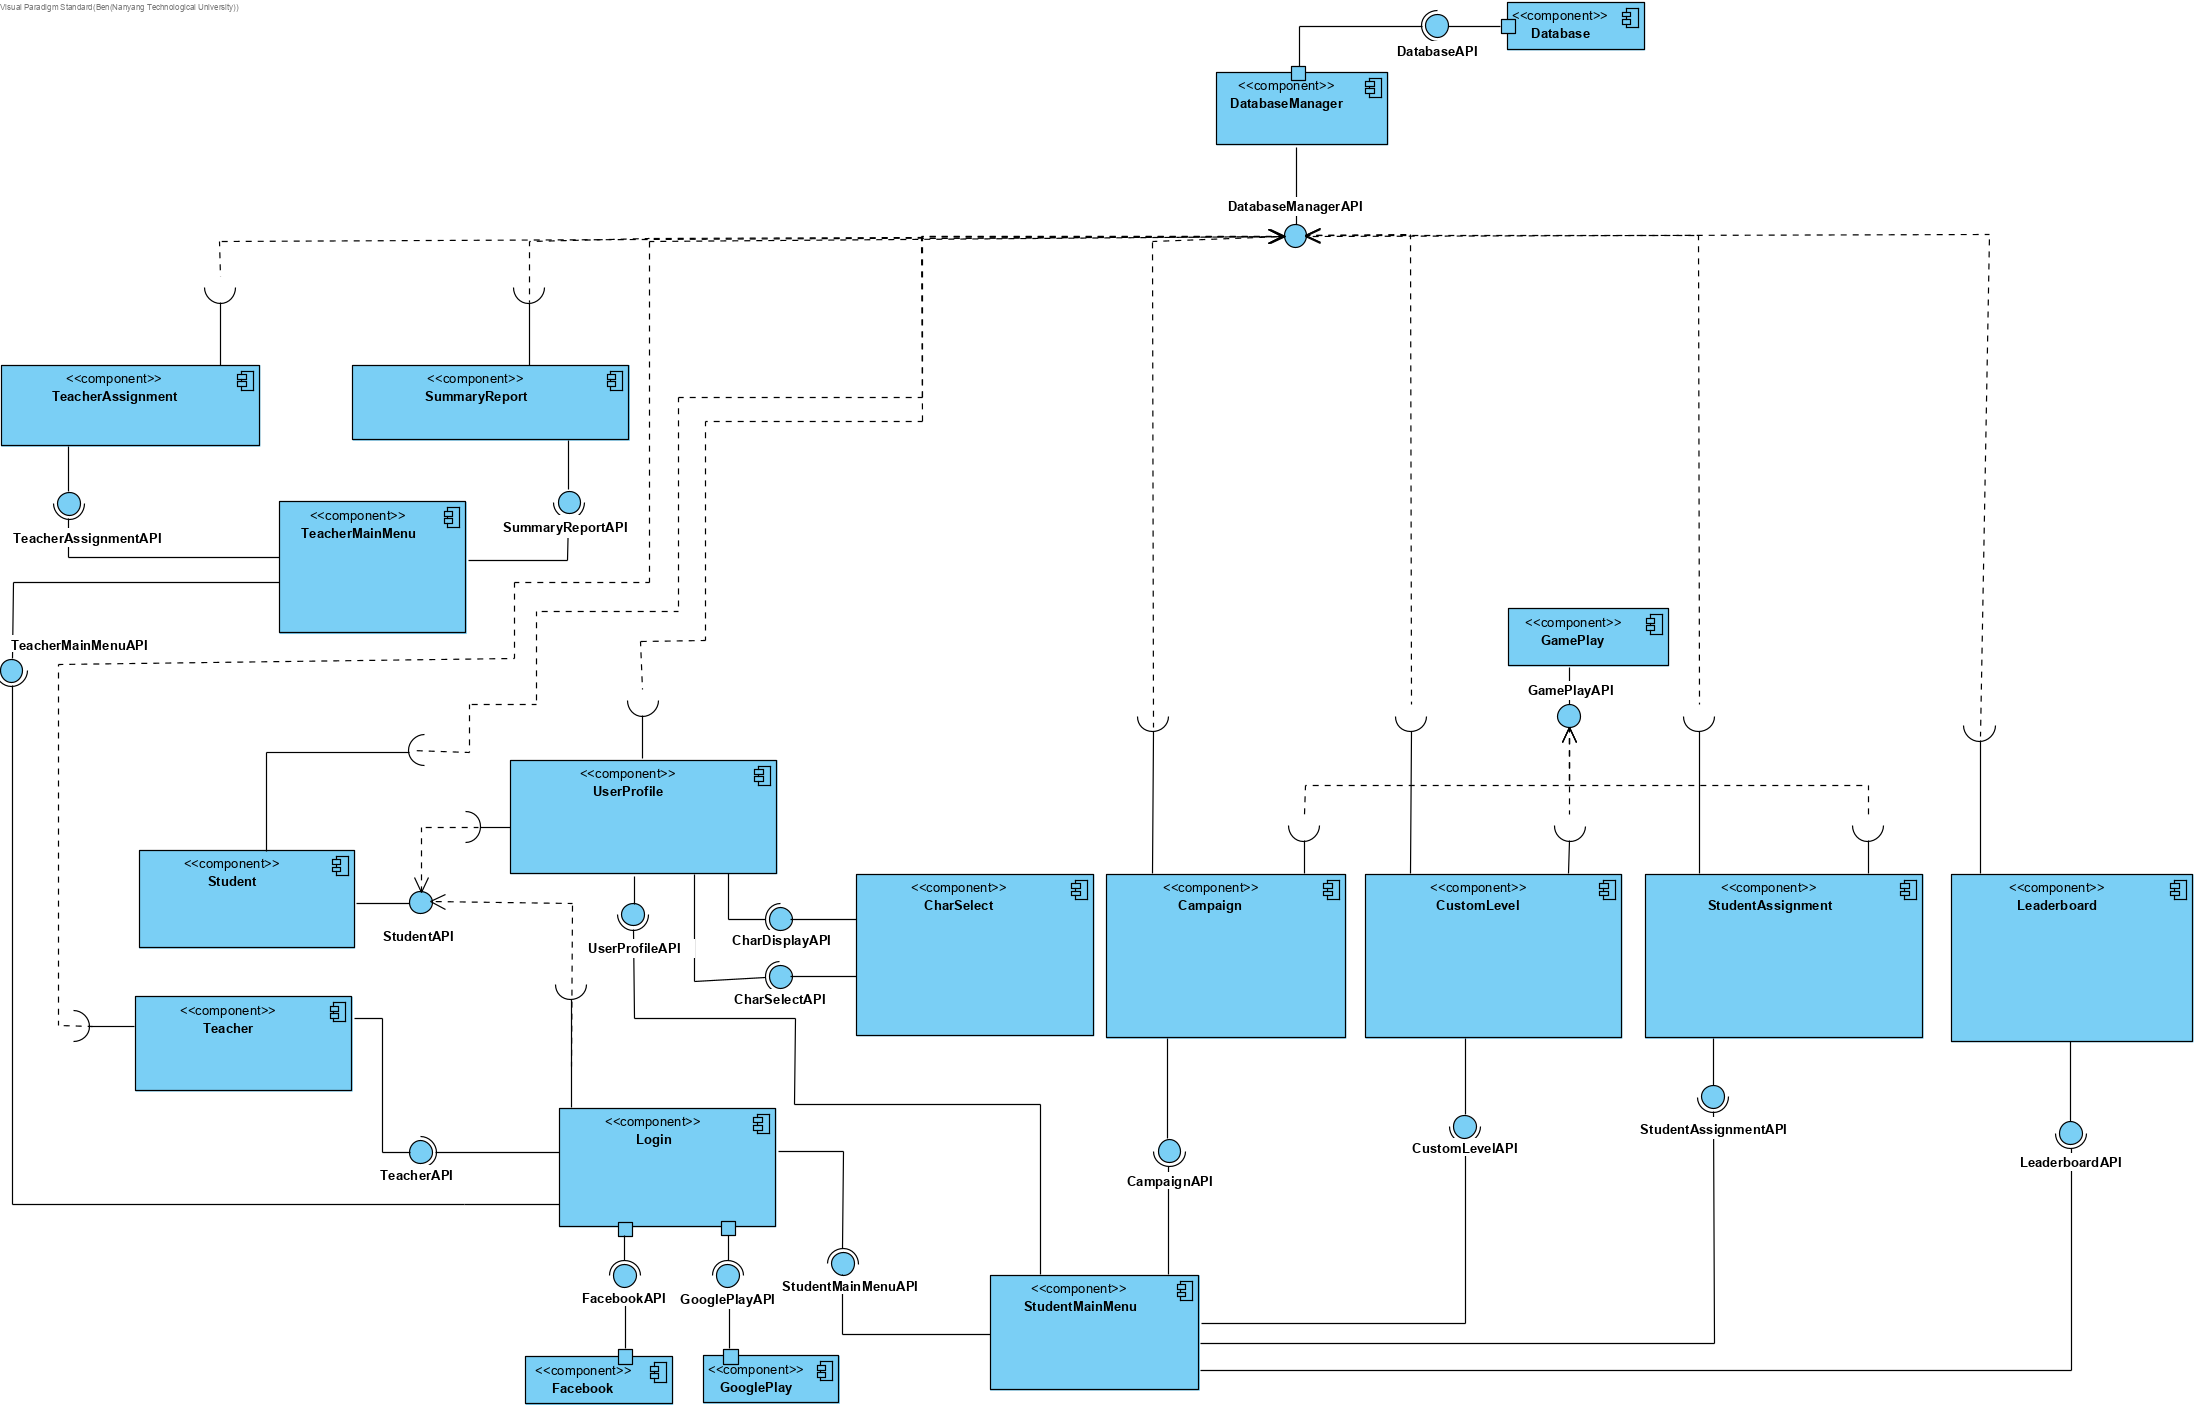 Visual Paradigm Standard(Ben(Nanyang Technological University))
<<component>>
Database
DatabaseAPI
<<component>>
DatabaseManager
DatabaseManagerAPI
<<component>>
TeacherAssignment
<<component>>
SummaryReport
<<component>>
TeacherMainMenu
TeacherAssignmentAPI
SummaryReportAPI
TeacherMainMenuAPI
<<component>>
GamePlay
GamePlayAPI
<<component>>
UserProfile
<<component>>
Student
StudentAPI
<<component>>
CharSelect
<<component>>
Campaign
<<component>>
CustomLevel
<<component>>
StudentAssignment
<<component>>
Leaderboard
UserProfileAPI
CharDisplayAPI
CharSelectAPI
<<component>>
Teacher
TeacherAPI
<<component>>
Login
CampaignAPI
CustomLevelAPI
StudentAssignmentAPI
LeaderboardAPI
FacebookAPI
GooglePlayAPI
StudentMainMenuAPI
<<component>>
StudentMainMenu
<<component>>
Facebook
<<component>>
GooglePlay